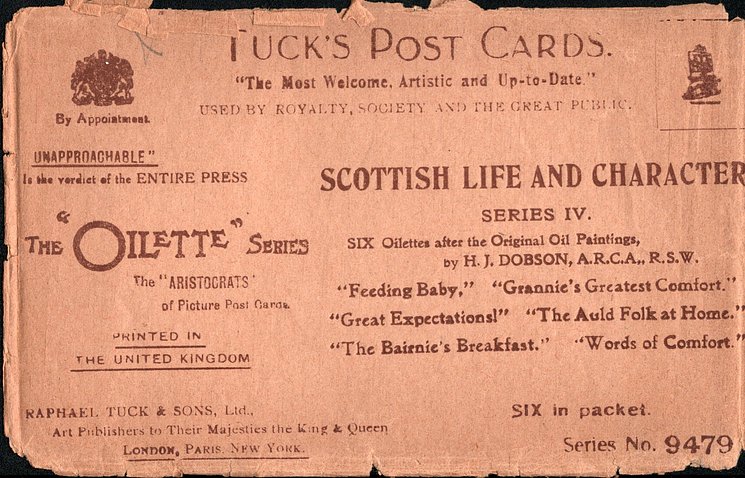 TUCK'S POST CARDS.
"The Most Welcome, Artistic and Up-to-Date."
USED BY ROYALTY, SOCIETY AND THE GREAT PUBLIC.
By Appointment.
UNAPPROACHABLE"
Is the verdict of the ENTIRE PRESS
THE "OILETTE" SERIES
The "ARISTOCRATS"
of Picture Post Cards.
PRINTED IN
THE UNITED KINGDOM
SCOTTISH LIFE AND CHARACTER
SERIES IV.
SIX Oilettes after the Original Oil Paintings,
by H. J. DOBSON, A.R.C.A., R.S.W.
"Feeding Baby," "Grannie's Greatest Comfort."
"Great Expectations!" "The Auld Folk at Home."
"The Bairnie's Breakfast." "Words of Comfort."
RAPHAEL TUCK & SONS, Ltd.,
Art Publishers to Their Majesties the King & Queen
LONDON, PARIS, NEW YORK.
SIX in packet.
Series No. 9479